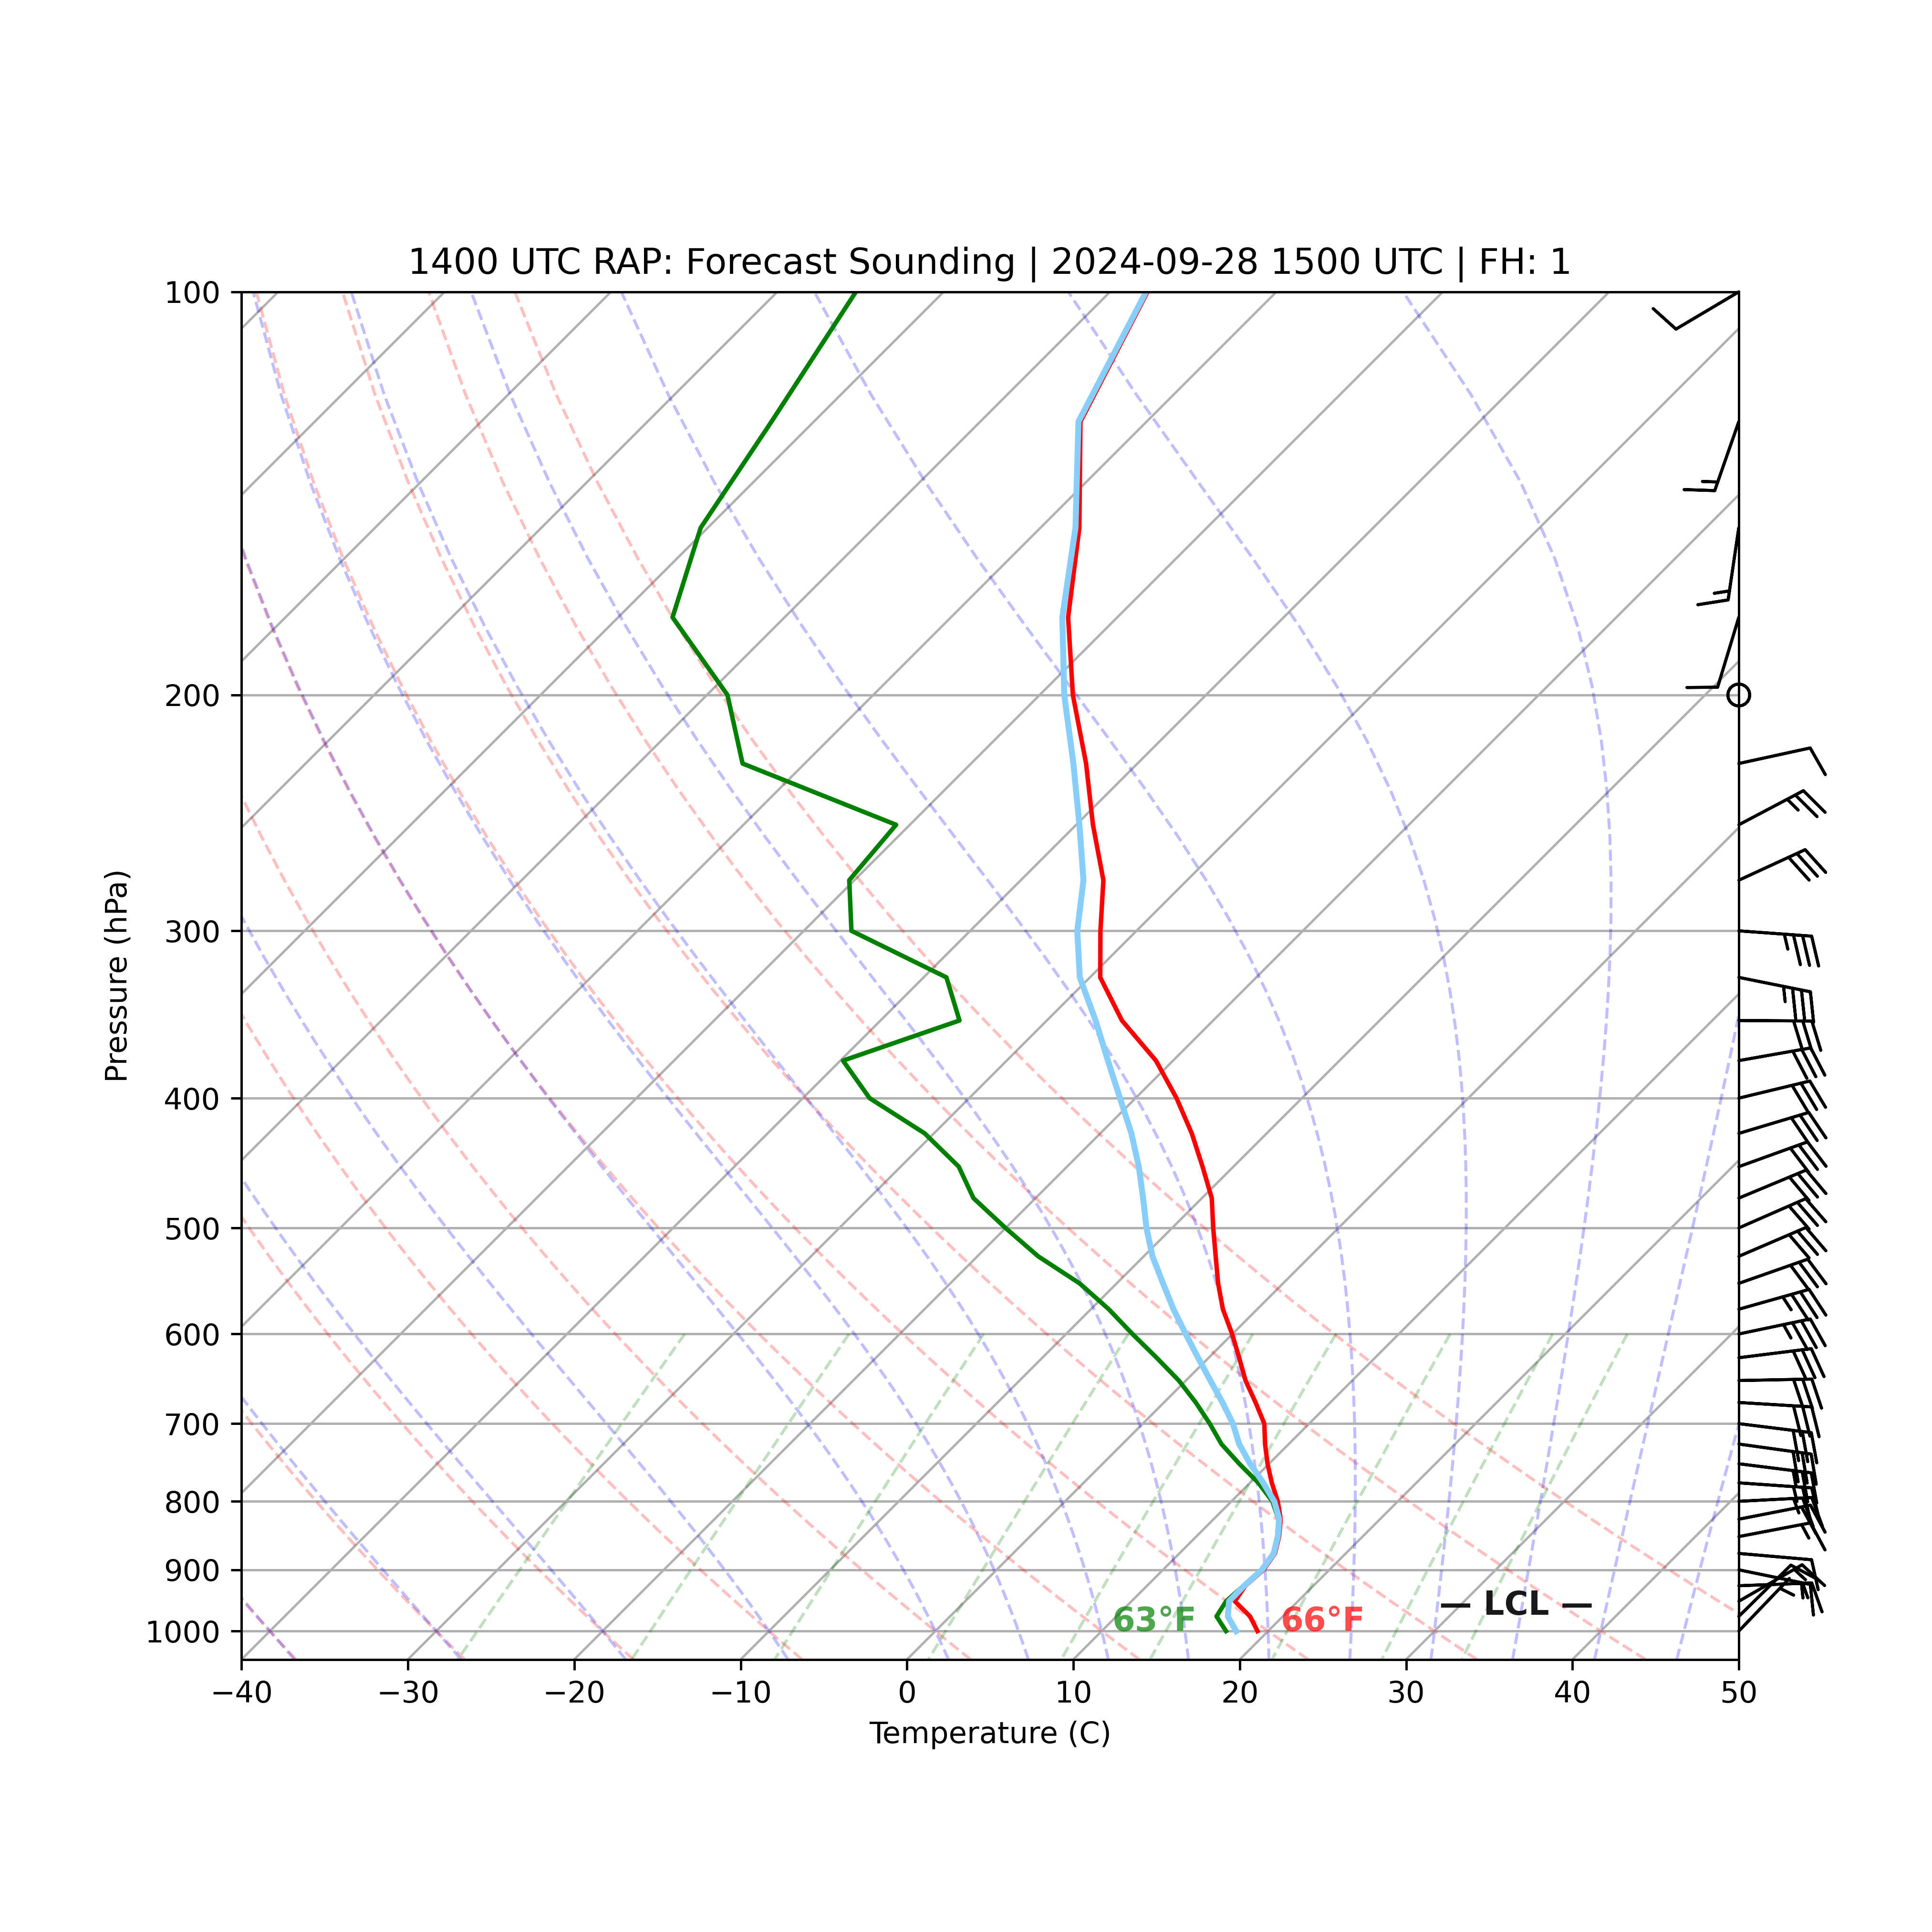 1400 UTC RAP: Forecast Sounding | 2024-09-28 1500 UTC | FH: 1
100
200
300
400
500
600
700
800
900
1000
Pressure (hPa)
— LCL —
63°F
66°F
−40 −30 −20 −10 0 10 20 30 40 50
Temperature (C)